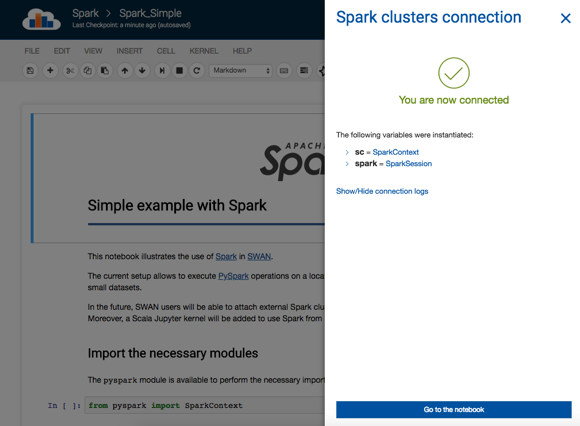 Spark > Spark_Simple
Last Checkpoint: a minute ago (autosaved)
FILE EDIT VIEW INSERT CELL KERNEL HELP
Markdown
APACHE
Spa
Simple example with Spark
This notebook illustrates the use of Spark in SWAN.
The current setup allows to execute PySpark operations on a loca
small datasets.
In the future, SWAN users will be able to attach external Spark clu
Moreover, a Scala Jupyter kernel will be added to use Spark from
Import the necessary modules
The pyspark module is available to perform the necessary import
In [ ]: from pyspark import SparkContext
Spark clusters connection
You are now connected
The following variables were instantiated:
> sc = SparkContext
> spark = SparkSession
Show/Hide connection logs
Go to the notebook